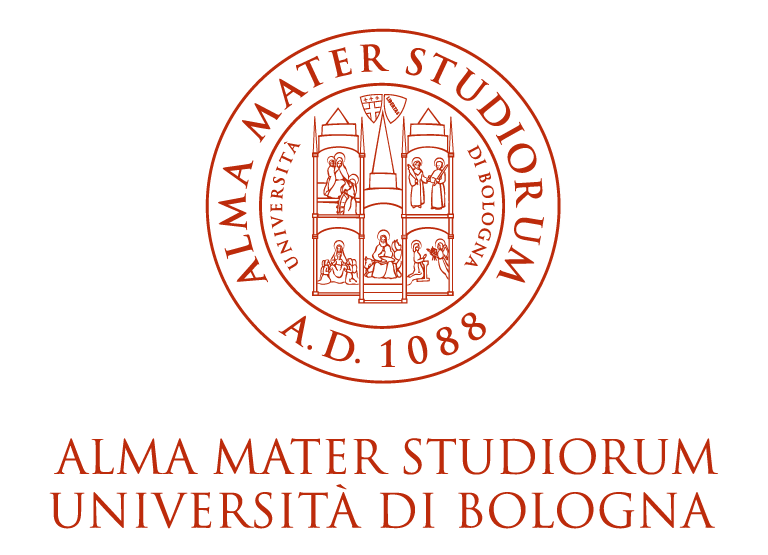 ALMA MATER STUDIORUM
UNIVERSITÀ DI BOLOGNA
A.D. 1088
ALMA MATER STUDIORUM
UNIVERSITÀ DI BOLOGNA